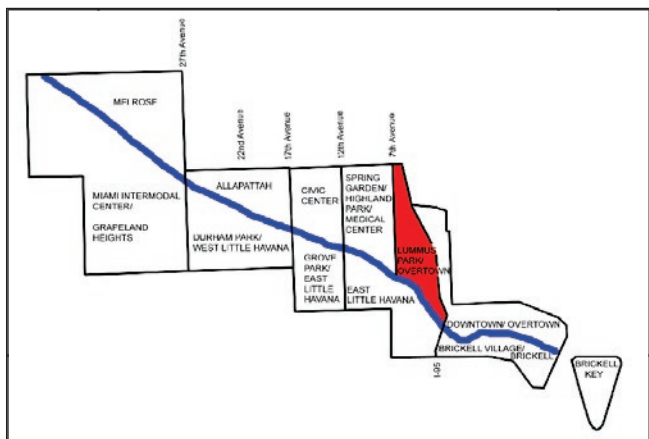 27th Avenue
MELROSE
22nd Avenue
17th Avenue
12th Avenue
7th Avenue
ALLAPATTAH
CIVIC
CENTER
SPRING
GARDEN/
HIGHLAND
PARK/
MEDICAL
CENTER
MIAMI INTERMODAL
CENTER/
GRAPELAND
HEIGHTS
DURHAM PARK/
WEST LITTLE HAVANA
GROVE
PARK/
EAST
LITTLE
HAVANA
EAST
LITTLE HAVANA
LUMMUS
PARK/
OVERTOWN
DOWNTOWN/ OVERTOWN
BRICKELL VILLAGE/
BRICKELL
I-95
BRICKELL
KEY